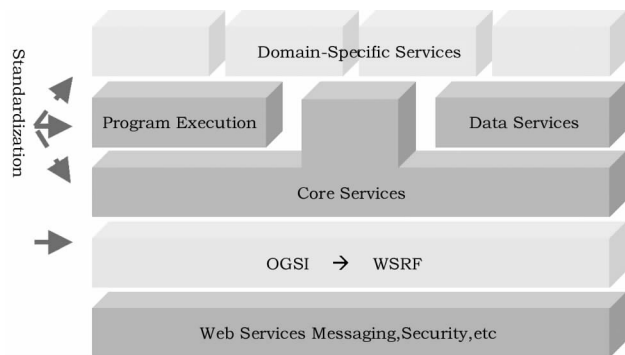 Standardization
Domain-Specific Services
Program Execution
Data Services
Core Services
OGSI → WSRF
Web Services Messaging,Security,etc